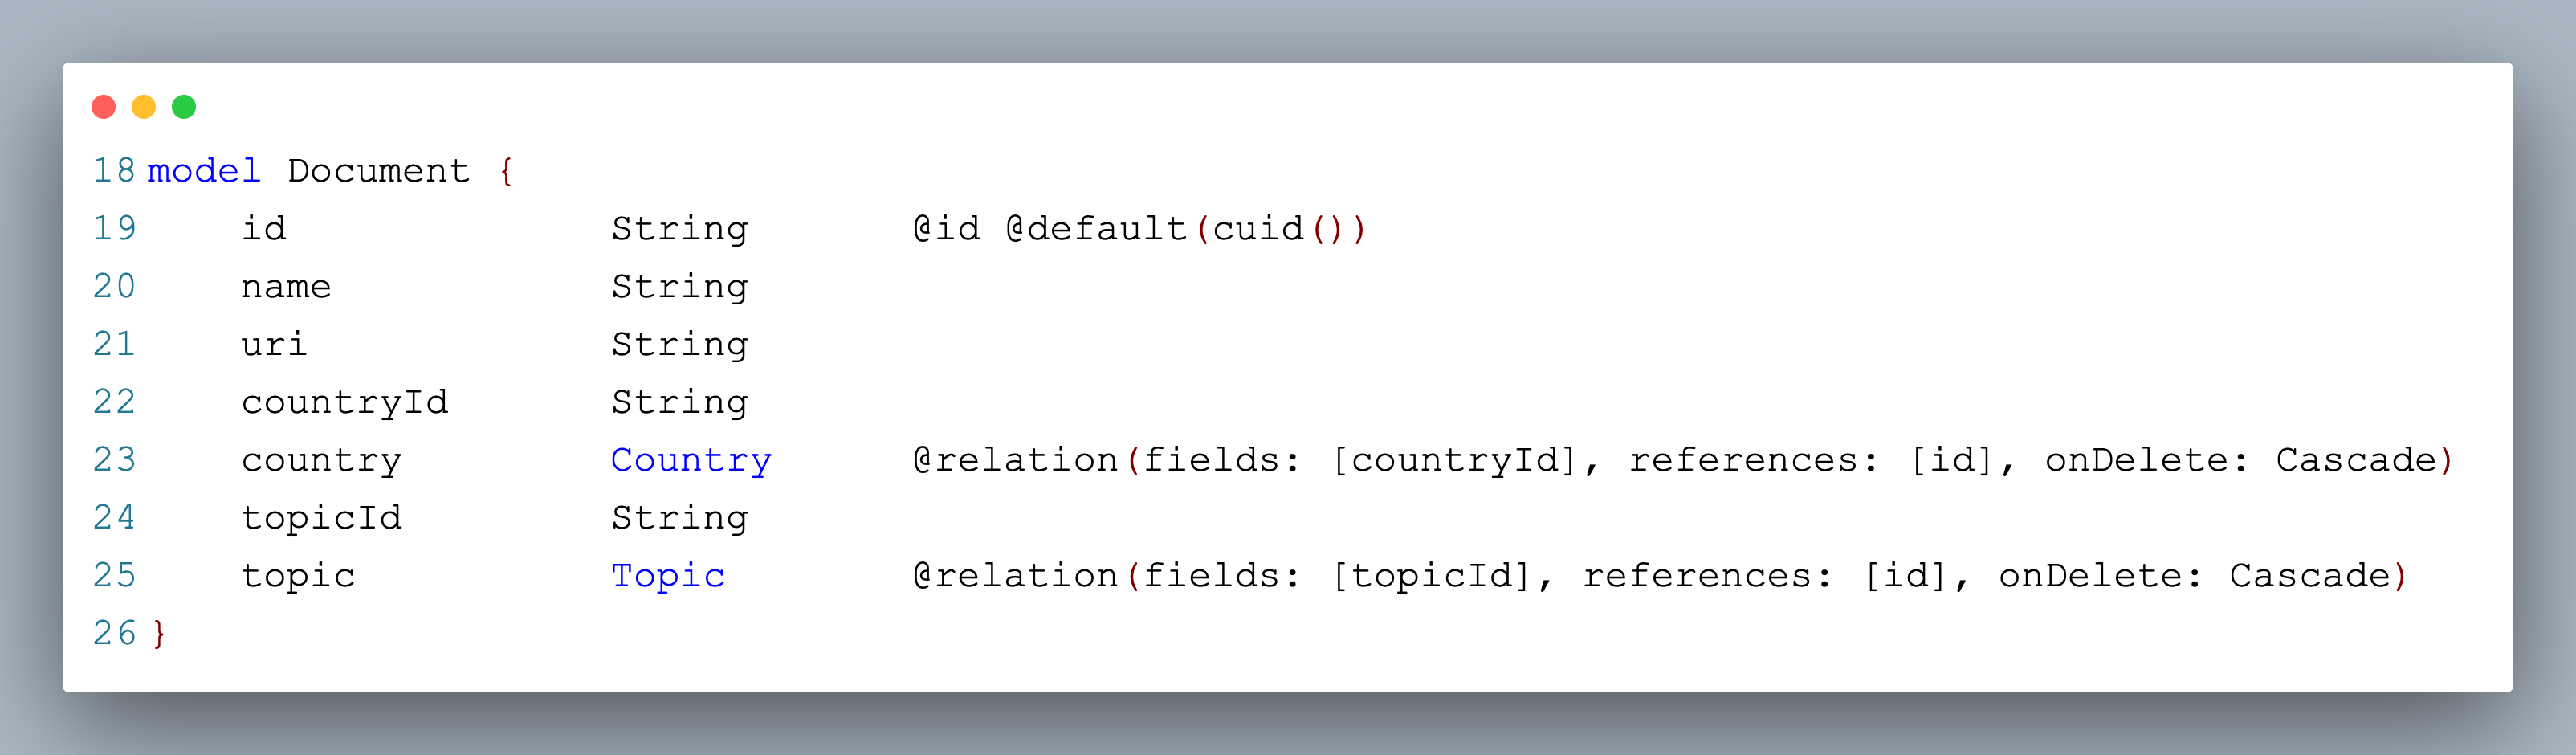 18 model Document {
19     id              String       @id @default(cuid())
20     name            String
21     uri             String
22     countryId       String
23     country         Country      @relation(fields: [countryId], references: [id], onDelete: Cascade)
24     topicId         String
25     topic           Topic        @relation(fields: [topicId], references: [id], onDelete: Cascade)
26 }